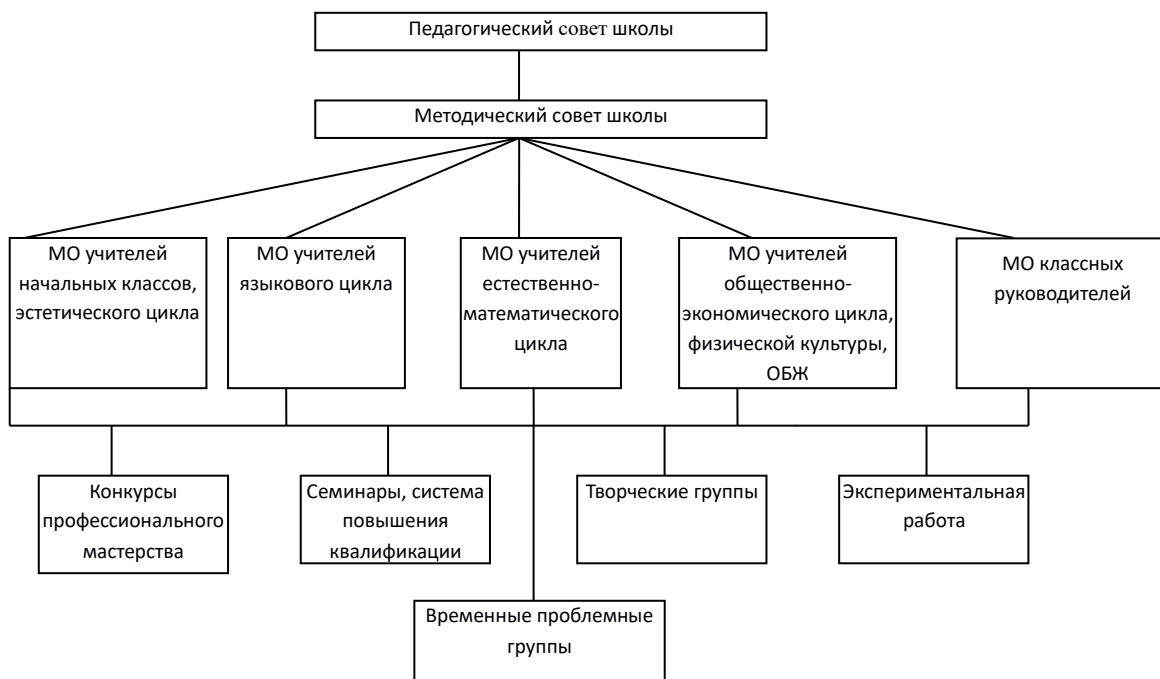 Педагогический совет школы
Методический совет школы
МО учителей
начальных классов,
эстетического цикла
МО учителей
языкового цикла
МО учителей
естественно-
математического
цикла
МО учителей
общественно-
экономического цикла,
физической культуры,
ОБЖ
МО классных
руководителей
Конкурсы
профессионального
мастерства
Семинары, система
повышения
квалификации
Творческие группы
Экспериментальная
работа
Временные проблемные
группы